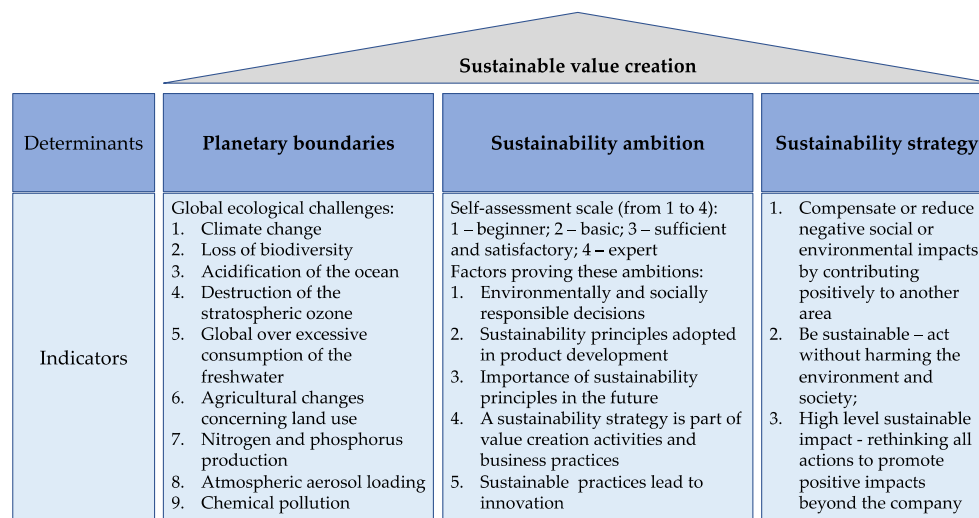 Sustainable value creation
Determinants
Planetary boundaries
Sustainability ambition
Sustainability strategy
Indicators
Global ecological challenges:
1. Climate change
2. Loss of biodiversity
3. Acidification of the ocean
4. Destruction of the
stratospheric ozone
5. Global over excessive
consumption of the
freshwater
6. Agricultural changes
concerning land use
7. Nitrogen and phosphorus
production
8. Atmospheric aerosol loading
9. Chemical pollution
Self-assessment scale (from 1 to 4):
1 – beginner; 2 – basic; 3 – sufficient
and satisfactory; 4 – expert
Factors proving these ambitions:
1. Environmentally and socially
responsible decisions
2. Sustainability principles adopted
in product development
3. Importance of sustainability
principles in the future
4. A sustainability strategy is part of
value creation activities and
business practices
5. Sustainable practices lead to
innovation
1. Compensate or reduce
negative social or
environmental impacts
by contributing
positively to another
area
2. Be sustainable – act
without harming the
environment and
society;
3. High level sustainable
impact - rethinking all
actions to promote
positive impacts
beyond the company